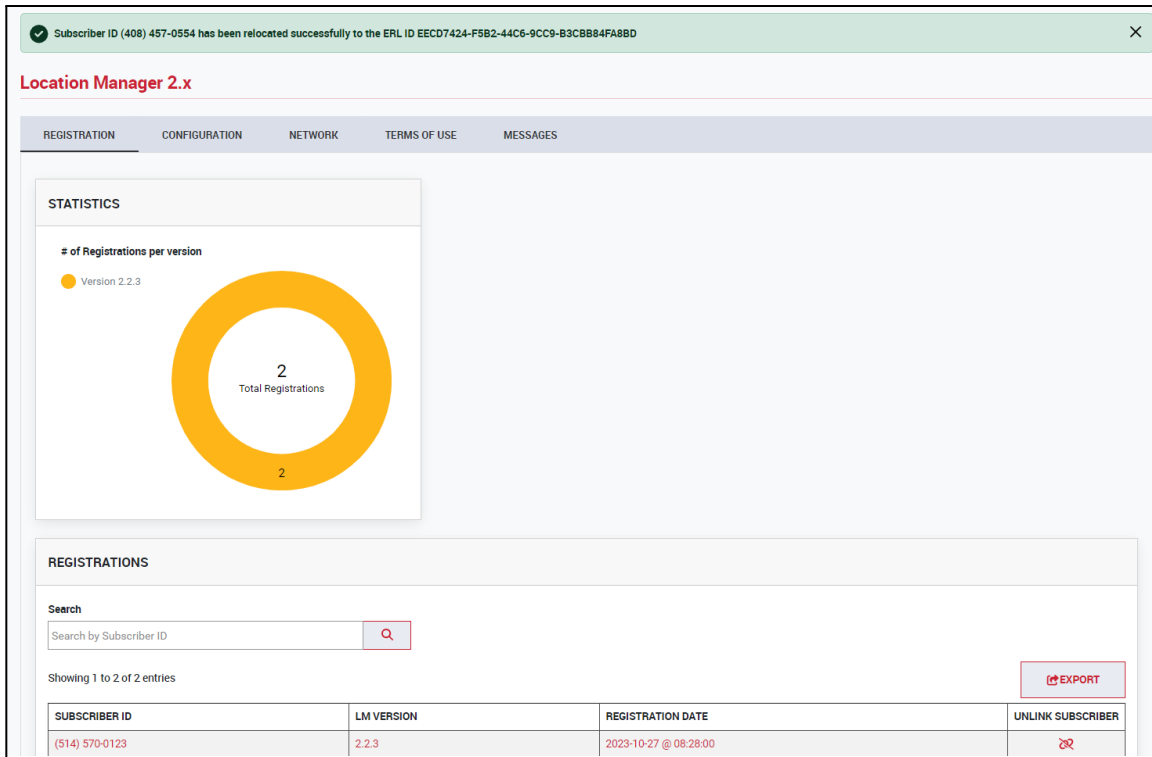 Subscriber ID (408) 457-0554 has been relocated successfully to the ERL ID EECD7424-F5B2-44C6-9CC9-B3CBB84FA8BD
Location Manager 2.x
REGISTRATION CONFIGURATION NETWORK TERMS OF USE MESSAGES
STATISTICS
# of Registrations per version
Version 2.2.3
2
Total Registrations
2
REGISTRATIONS
Search
Search by Subscriber ID
Showing 1 to 2 of 2 entries
EXPORT
SUBSCRIBER ID LM VERSION REGISTRATION DATE UNLINK SUBSCRIBER
(514) 570-0123 2.2.3 2023-10-27 @ 08:28:00